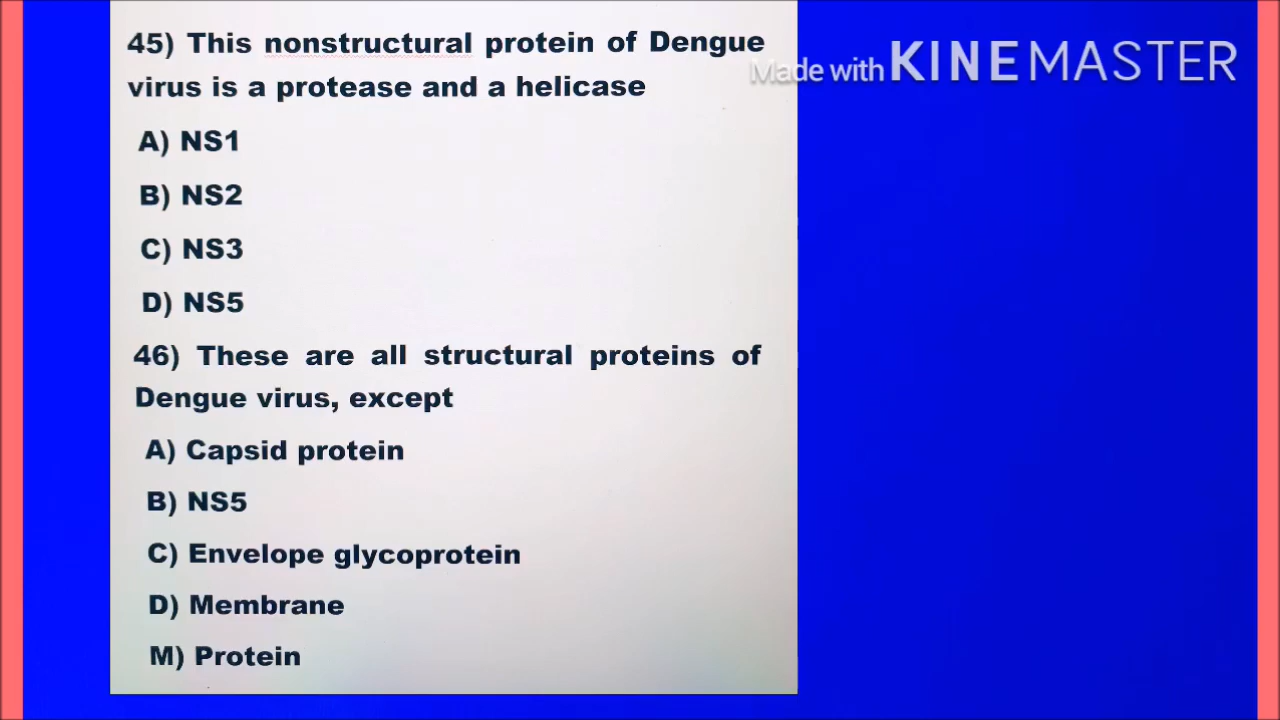 45) This nonstructural protein of Dengue
virus is a protease and a helicase
A) NS1
B) NS2
C) NS3
D) NS5
46) These are all structural proteins of
Dengue virus, except
A) Capsid protein
B) NS5
C) Envelope glycoprotein
D) Membrane
M) Protein
Made with KINEMASTER